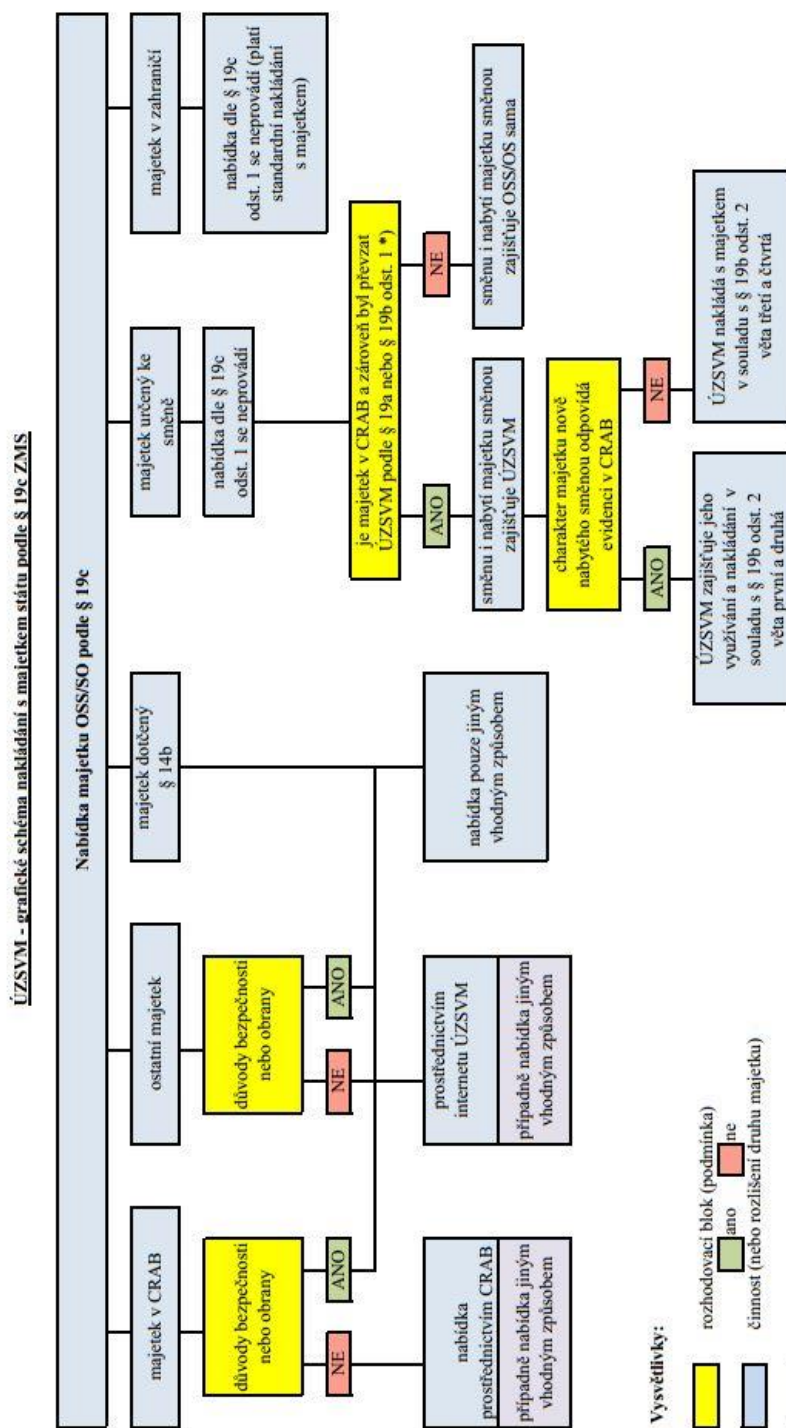 ÚZSVM - grafické schéma nakládání s majetkem státu podle § 19c ZMS
Nabídka majetku OSS/SO podle § 19c
majetek v CRAB
ostatní majetek
majetek dotčený
§ 14b
majetek určený ke
směně
majetek v zahraničí
důvody bezpečnosti
nebo obrany
důvody bezpečnosti
nebo obrany
nabídka dle § 19c
odst. 1 se neprovádí
nabídka dle § 19c
odst. 1 se neprovádí (platí
standardní nakládání
s majetkem)
NE
ANO
NE
ANO
je majetek v CRAB a zároveň byl převzat
ÚZSVM podle § 19a nebo § 19b odst. 1 *)
ANO
NE
nabídka
prostřednictvím CRAB
případně nabídka jiným
vhodným způsobem
prostřednictvím
internetu ÚZSVM
případně nabídka jiným
vhodným způsobem
nabídka pouze jiným
vhodným způsobem
směnu i nabytí majetku směnou
zajišťuje ÚZSVM
směnu i nabytí majetku směnou
zajišťuje OSS/OS sama
charakter majetku nově
nabytého směnou odpovídá
evidenci v CRAB
ANO
NE
ÚZSVM zajišťuje jeho
využívání a nakládání v
souladu s § 19b odst. 2
věta první a druhá
ÚZSVM nakládá s majetkem
v souladu s § 19b odst. 2
věta třetí a čtvrtá
Vysvětlivky:
rozhodovací blok (podmínka)
ano
ne
činnost (nebo rozlišení druhu majetku)